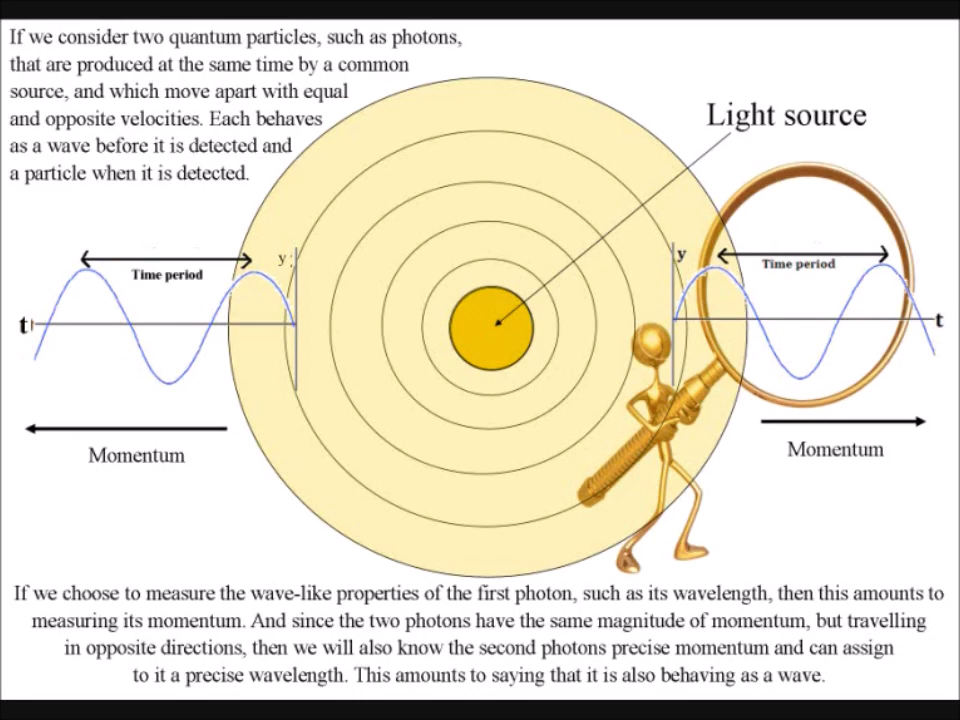 If we consider two quantum particles, such as photons,
that are produced at the same time by a common
source, and which move apart with equal
and opposite velocities. Each behaves
as a wave before it is detected and
a particle when it is detected.
Light source
y
Time period
t
Momentum
y
Time period
t
Momentum
If we choose to measure the wave-like properties of the first photon, such as its wavelength, then this amounts to
measuring its momentum. And since the two photons have the same magnitude of momentum, but travelling
in opposite directions, then we will also know the second photons precise momentum and can assign
to it a precise wavelength. This amounts to saying that it is also behaving as a wave.